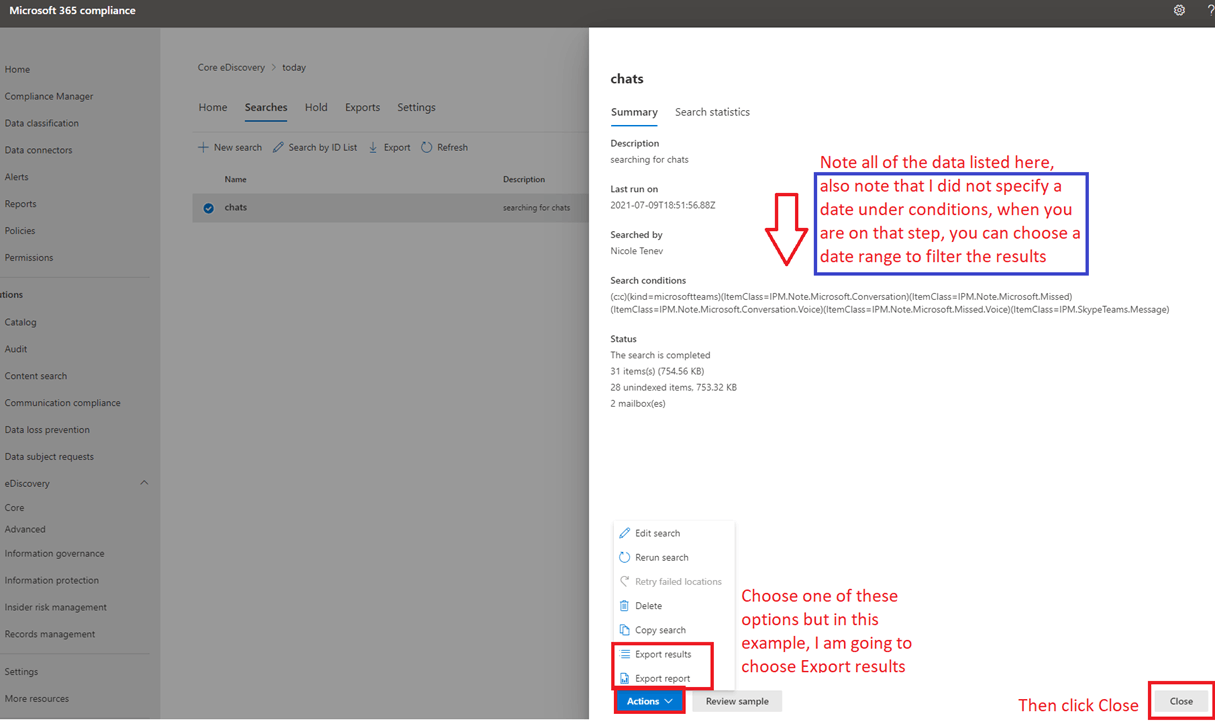 Microsoft 365 compliance
?
Home
Compliance Manager
Data classification
Data connectors
Alerts
Reports
Policies
Permissions
utions
Catalog
Audit
Content search
Communication compliance
Data loss prevention
Data subject requests
eDiscovery
Core
Advanced
Information governance
Information protection
Insider risk management
Records management
Settings
More resources
Core eDiscovery > today
Home Searches Hold Exports Settings
New search Search by ID List Export Refresh
Name Description
chats searching for chats
chats
Summary Search statistics
Description
searching for chats
Last run on
2021-07-09T18:51:56.88Z
Searched by
Nicole Tenev
Search conditions
(c:c)(kind=microsoftteams)(ItemClass=IPM.Note.Microsoft.Conversation)(ItemClass=IPM.Note.Microsoft.Missed)
(ItemClass=IPM.Note.Microsoft.Conversation.Voice)(ItemClass=IPM.Note.Microsoft.Missed.Voice)(ItemClass=IPM.SkypeTeams.Message)
Status
The search is completed
31 items(s) (754.56 KB)
28 unindexed items, 753.32 KB
2 mailbox(es)
Note all of the data listed here,
also note that I did not specify a
date under conditions, when you
are on that step, you can choose a
date range to filter the results
Edit search
Rerun search
Retry failed locations
Delete
Copy search
Export results
Export report
Actions Review sample
Choose one of these
options but in this
example, I am going to
choose Export results
Then click Close
Close